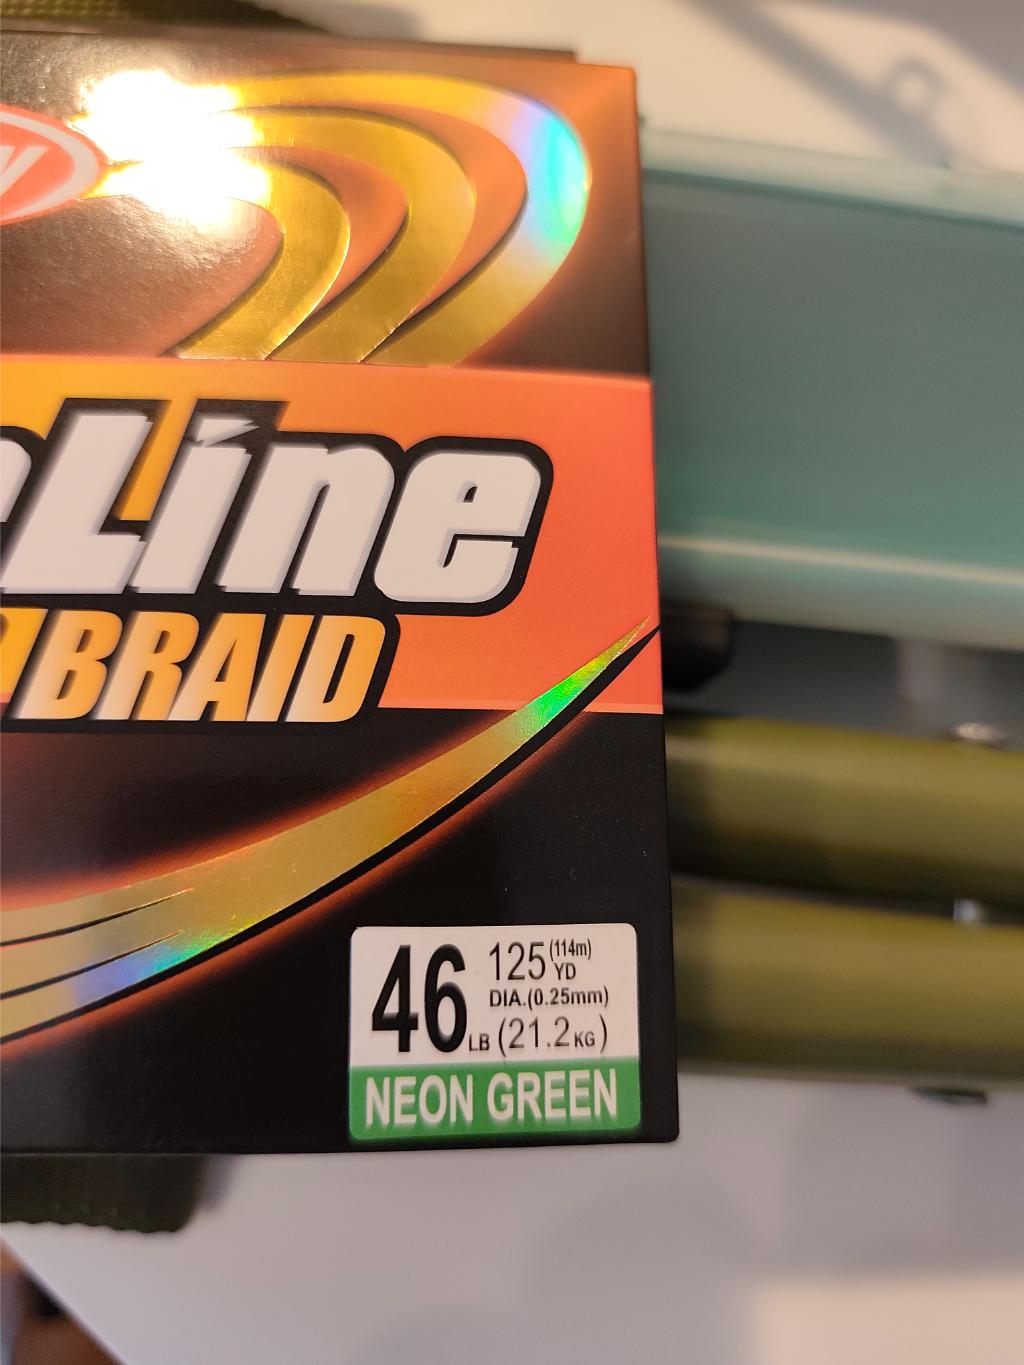 Line
BRAID
46 LB
125 YD (114m)
DIA.(0.25mm)
(21.2 KG)
NEON GREEN